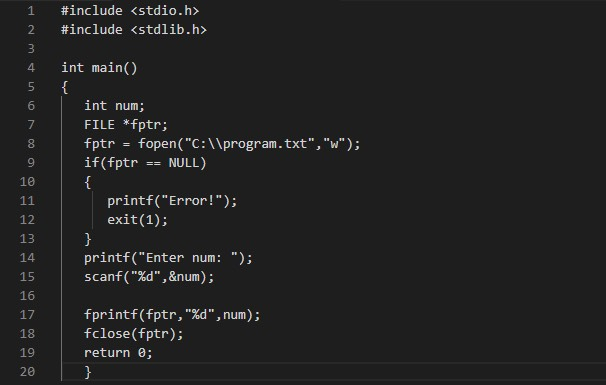 1 #include <stdio.h>
2 #include <stdlib.h>
3
4 int main()
5 {
6 int num;
7 FILE *fptr;
8 fptr = fopen("C:\\program.txt","w");
9 if(fptr == NULL)
10 {
11 printf("Error!");
12 exit(1);
13 }
14 printf("Enter num: ");
15 scanf("%d",&num);
16
17 fprintf(fptr,"%d",num);
18 fclose(fptr);
19 return 0;
20 }